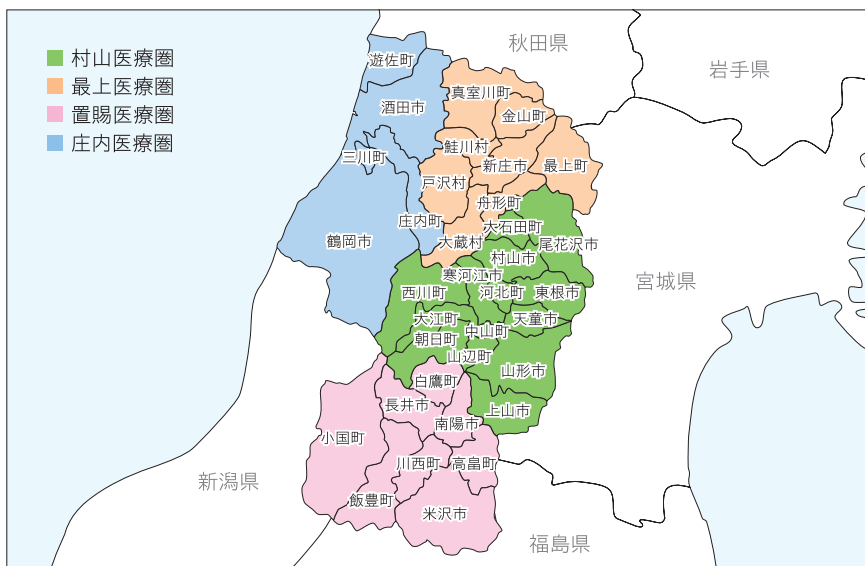 村山医療圏
最上医療圏
置賜医療圏
庄内医療圏
秋田県
岩手県
宮城県
新潟県
福島県
遊佐町
酒田市
三川町
庄内町
鶴岡市
真室川町
金山町
鮭川村
新庄市
最上町
戸沢村
舟形町
大蔵村
大石田町
尾花沢市
村山市
寒河江市
西川町
河北町
東根市
大江町
天童市
中山町
朝日町
山辺町
山形市
上山市
白鷹町
長井市
南陽市
小国町
川西町
高畠町
飯豊町
米沢市